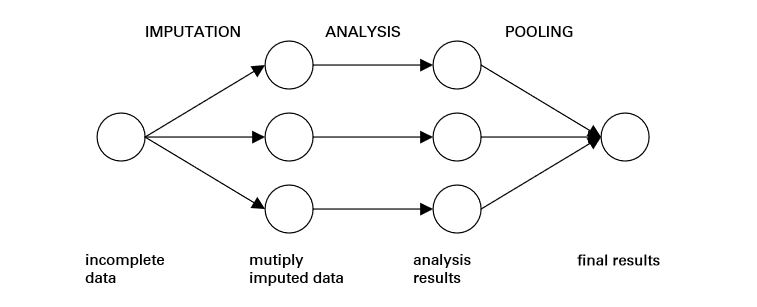 IMPUTATION ANALYSIS POOLING
incomplete data
mutiply imputed data
analysis results
final results